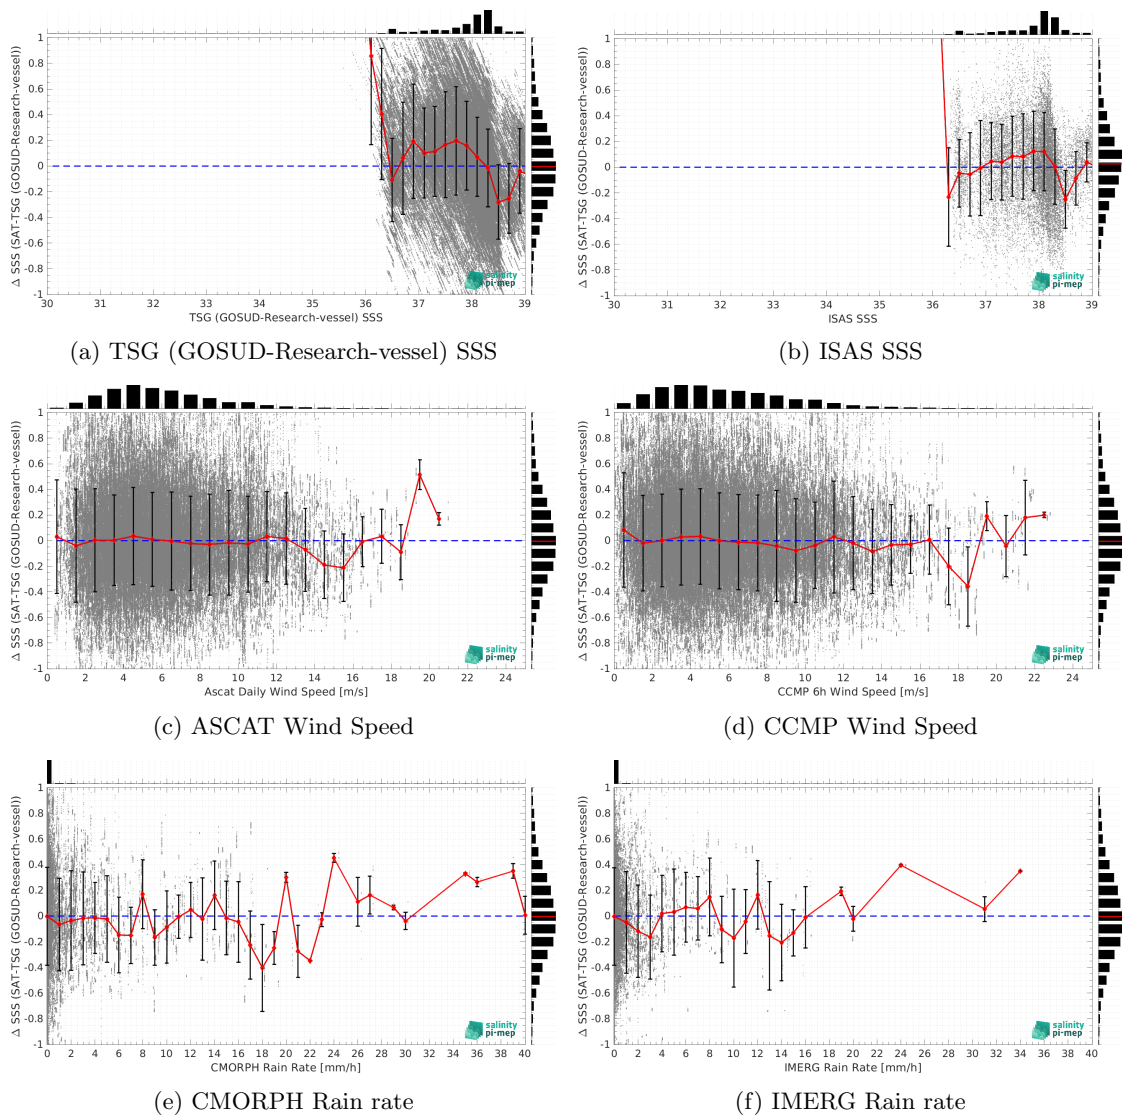 Δ SSS (SAT-TSG (GOSUD-Research-vessel))
1
0.8
0.6
0.4
0.2
0
-0.2
-0.4
-0.6
-0.8
-1
30 31 32 33 34 35 36 37 38 39
TSG (GOSUD-Research-vessel) SSS
salinity
pi-mep
(a) TSG (GOSUD-Research-vessel) SSS
Δ SSS (SAT-TSG (GOSUD-Research-vessel))
1
0.8
0.6
0.4
0.2
0
-0.2
-0.4
-0.6
-0.8
-1
30 31 32 33 34 35 36 37 38 39
ISAS SSS
salinity
pi-mep
(b) ISAS SSS
Δ SSS (SAT-TSG (GOSUD-Research-vessel))
1
0.8
0.6
0.4
0.2
0
-0.2
-0.4
-0.6
-0.8
-1
0 2 4 6 8 10 12 14 16 18 20 22 24
Ascat Daily Wind Speed [m/s]
salinity
pi-mep
(c) ASCAT Wind Speed
Δ SSS (SAT-TSG (GOSUD-Research-vessel))
1
0.8
0.6
0.4
0.2
0
-0.2
-0.4
-0.6
-0.8
-1
0 2 4 6 8 10 12 14 16 18 20 22 24
CCMP 6h Wind Speed [m/s]
salinity
pi-mep
(d) CCMP Wind Speed
Δ SSS (SAT-TSG (GOSUD-Research-vessel))
1
0.8
0.6
0.4
0.2
0
-0.2
-0.4
-0.6
-0.8
-1
0 2 4 6 8 10 12 14 16 18 20 22 24 26 28 30 32 34 36 38 40
CMORPH Rain Rate [mm/h]
salinity
pi-mep
(e) CMORPH Rain rate
Δ SSS (SAT-TSG (GOSUD-Research-vessel))
1
0.8
0.6
0.4
0.2
0
-0.2
-0.4
-0.6
-0.8
-1
0 2 4 6 8 10 12 14 16 18 20 22 24 26 28 30 32 34 36 38 40
IMERG Rain Rate [mm/h]
salinity
pi-mep
(f) IMERG Rain rate